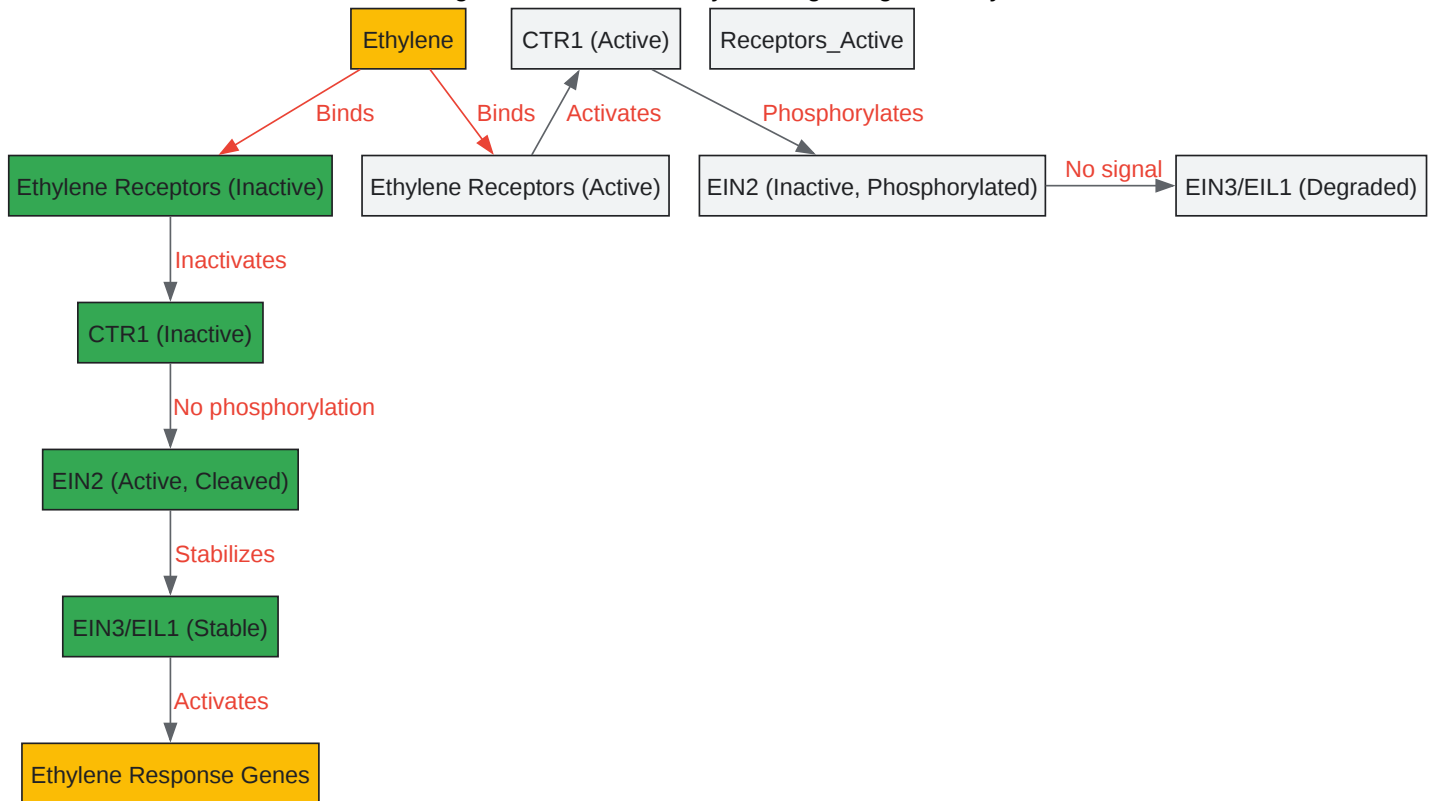 Ethylene
CTR1 (Active)
Receptors_Active
Binds
Binds
Activates
Phosphorylates
Ethylene Receptors (Inactive)
Ethylene Receptors (Active)
EIN2 (Inactive, Phosphorylated)
No signal
EIN3/EIL1 (Degraded)
Inactivates
CTR1 (Inactive)
No phosphorylation
EIN2 (Active, Cleaved)
Stabilizes
EIN3/EIL1 (Stable)
Activates
Ethylene Response Genes